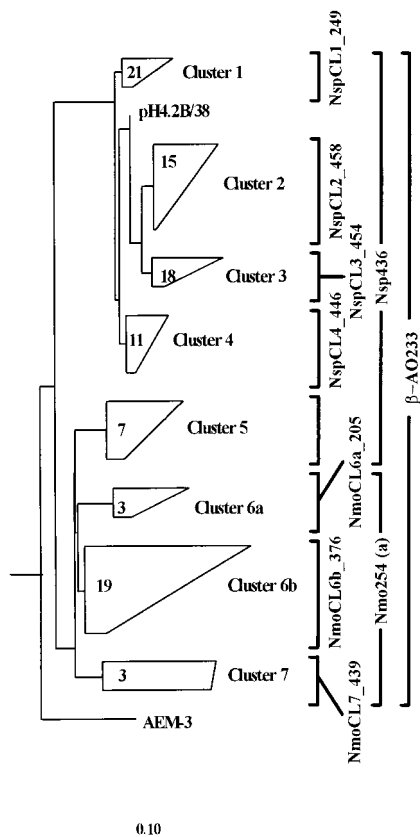 21
Cluster 1
pH4.2B/38
15
Cluster 2
18
Cluster 3
11
Cluster 4
7
Cluster 5
3
Cluster 6a
19
Cluster 6b
3
Cluster 7
AEM-3
NspCL1_249
NspCL2_458
NspCL3_454
NspCL4_446
NmoCL6a_205
NmoCL6b_376
NmoCL7_439
Nsp436
Nmo254 (a)
β-AO233
0.10